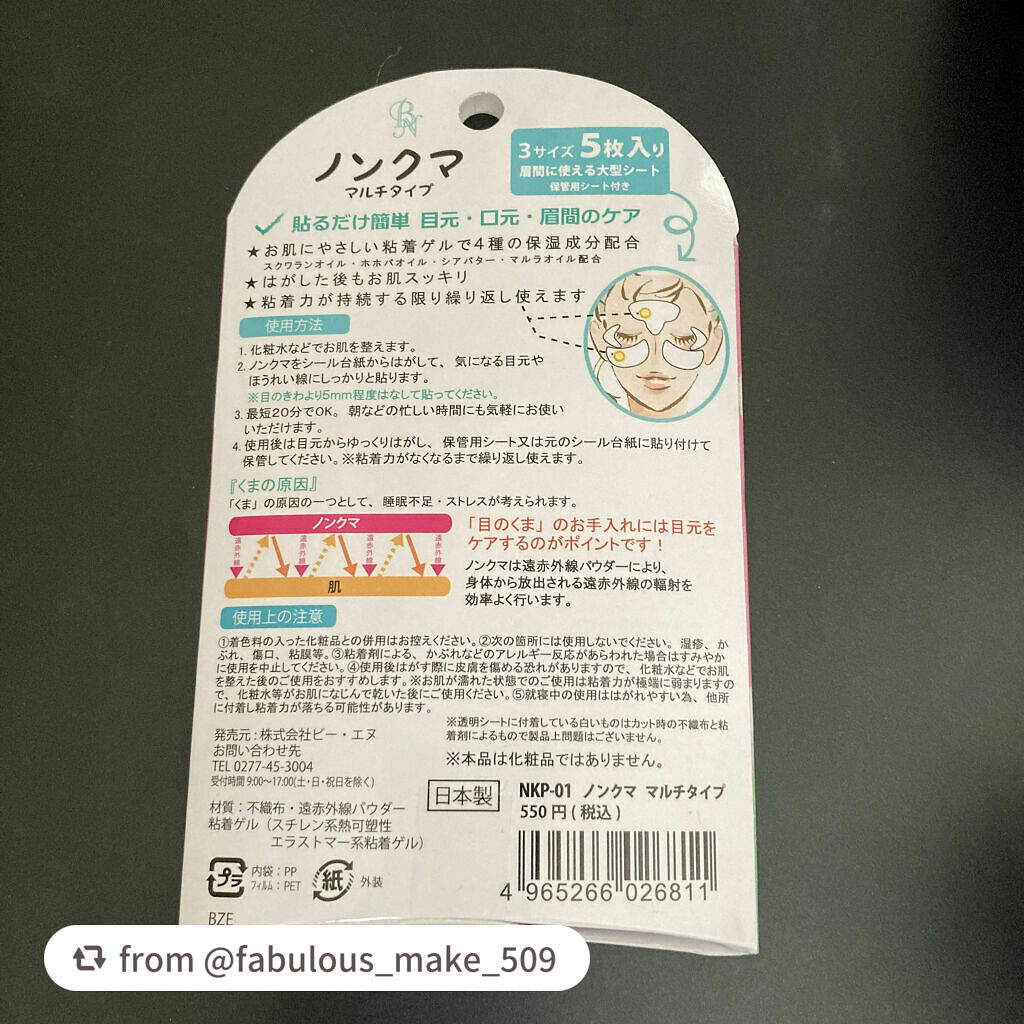 BN
ノンクマ
マルチタイプ
3サイズ 5枚入り
眉間に使える大型シート
保管用シート付き
貼るだけ簡単 目元・口元・眉間のケア
★お肌にやさしい粘着ゲルで4種の保湿成分配合
スクワランオイル・ホホバオイル・シアバター・マルラオイル配合
★はがした後もお肌スッキリ
★粘着力が持続する限り繰り返し使えます
使用方法
1. 化粧水などでお肌を整えます。
2. ノンクマをシール台紙からはがして、気になる目元や
ほうれい線にしっかりと貼ります。
※目のきわより5mm程度はなして貼ってください。
3. 最短20分でOK。朝などの忙しい時間にも気軽にお使い
いただけます。
4. 使用後は目元からゆっくりはがし、保管用シート又は元のシール台紙に貼り付けて
保管してください。※粘着力がなくなるまで繰り返し使えます。
『くまの原因』
「くま」の原因の一つとして、睡眠不足・ストレスが考えられます。
ノンクマ
遠赤外線
遠赤外線
遠赤外線
遠赤外線
肌
「目のくま」のお手入れには目元を
ケアするのがポイントです！
ノンクマは遠赤外線パウダーにより、
身体から放出される遠赤外線の輻射を
効率よく行います。
使用上の注意
①着色料の入った化粧品との併用はお控えください。②次の箇所には使用しないでください。湿疹、か
ぶれ、傷口、粘膜等。③粘着剤による、かぶれなどのアレルギー反応があらわれた場合はすみやか
に使用を中止してください。④使用後はがす際に皮膚を傷める恐れがありますので、化粧水などでお肌
を整えた後のご使用をおすすめします。※お肌が濡れた状態でのご使用は粘着力が極端に弱まりますの
で、化粧水等がお肌になじんで乾いた後にご使用ください。⑤就寝中の使用ははがれやすい為、他所
に付着し粘着力が落ちる可能性があります。
※透明シートに付着している白いものはカット時の不織布と粘
着剤によるもので製品上問題はございません。
※本品は化粧品ではありません。
発売元：株式会社ビー・エヌ
お問い合わせ先
TEL 0277-45-3004
受付時間 9:00～17:00(土・日・祝日を除く)
日本製
NKP-01 ノンクマ マルチタイプ
550円(税込)
材質：不織布・遠赤外線パウダー
粘着ゲル（スチレン系熱可塑性
エラストマー系粘着ゲル）
プラ
内袋：PP
フィルム：PET
紙
外装
4 965266 026811
BZE
from @fabulous_make_509